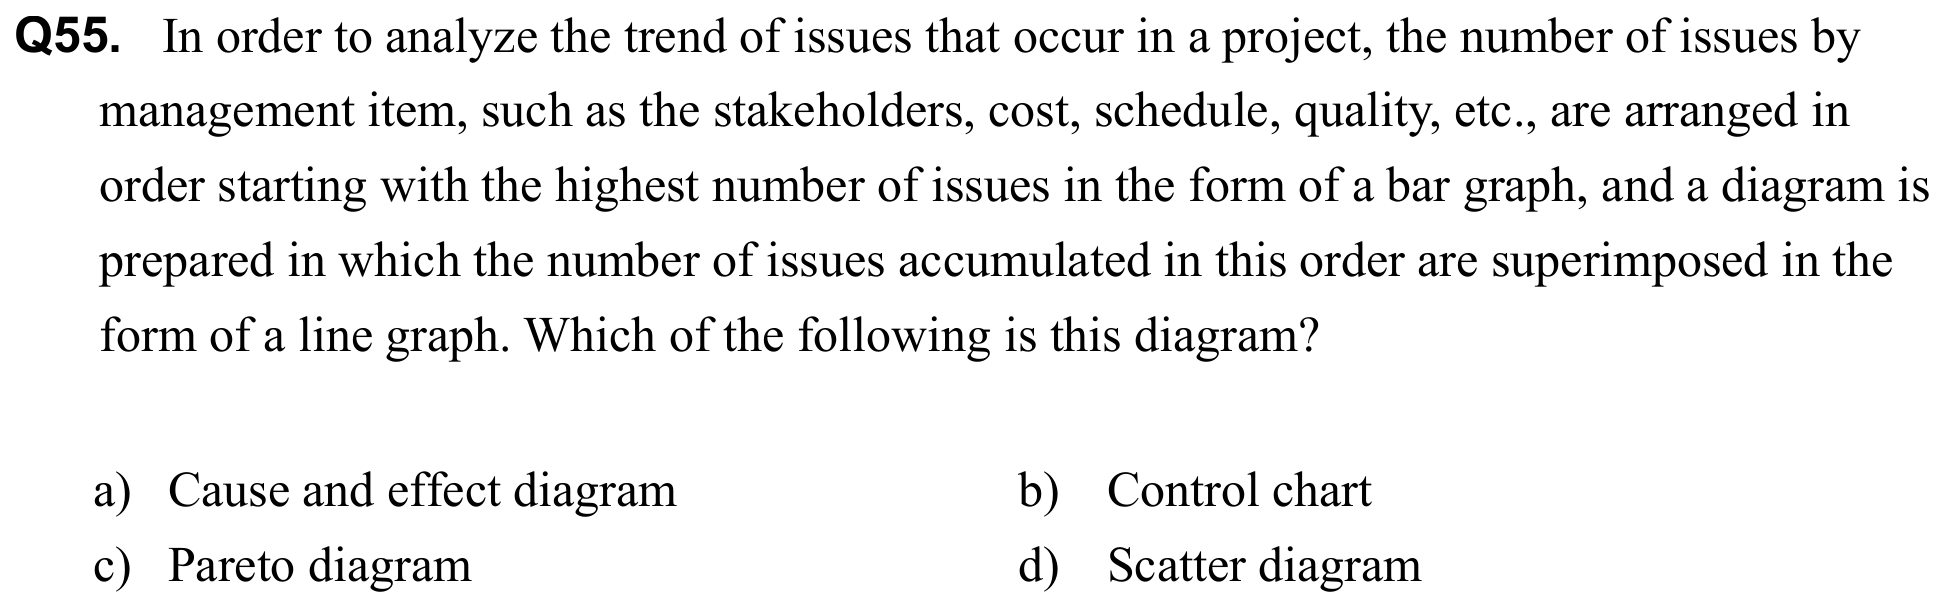 Q55. In order to analyze the trend of issues that occur in a project, the number of issues by
management item, such as the stakeholders, cost, schedule, quality, etc., are arranged in
order starting with the highest number of issues in the form of a bar graph, and a diagram is
prepared in which the number of issues accumulated in this order are superimposed in the
form of a line graph. Which of the following is this diagram?
a) Cause and effect diagram b) Control chart
c) Pareto diagram d) Scatter diagram